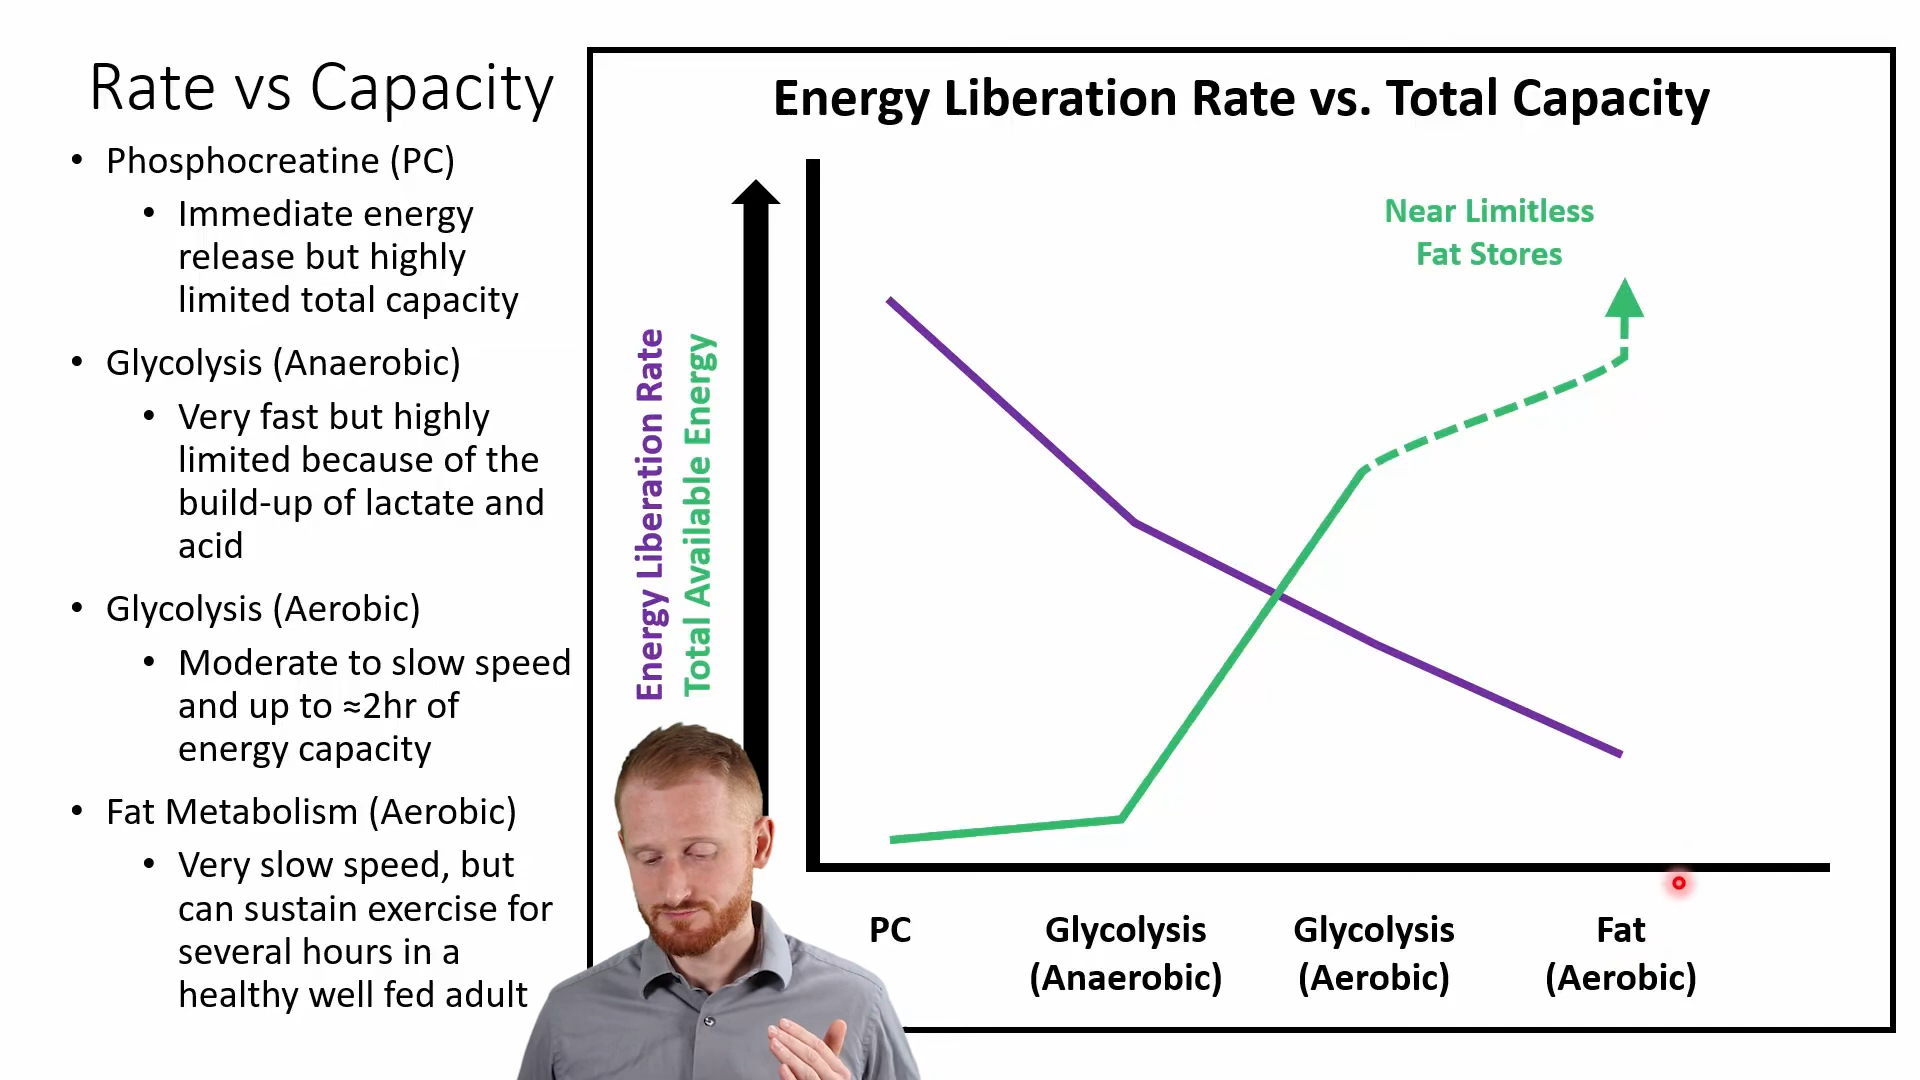 Rate vs Capacity
• Phosphocreatine (PC)
• Immediate energy
release but highly
limited total capacity
• Glycolysis (Anaerobic)
• Very fast but highly
limited because of the
build-up of lactate and
acid
• Glycolysis (Aerobic)
• Moderate to slow speed
and up to ≈2hr of
energy capacity
• Fat Metabolism (Aerobic)
• Very slow speed, but
can sustain exercise for
several hours in a
healthy well fed adult
Energy Liberation Rate vs. Total Capacity
Energy Liberation Rate
Total Available Energy
Near Limitless
Fat Stores
PC
Glycolysis
(Anaerobic)
Glycolysis
(Aerobic)
Fat
(Aerobic)